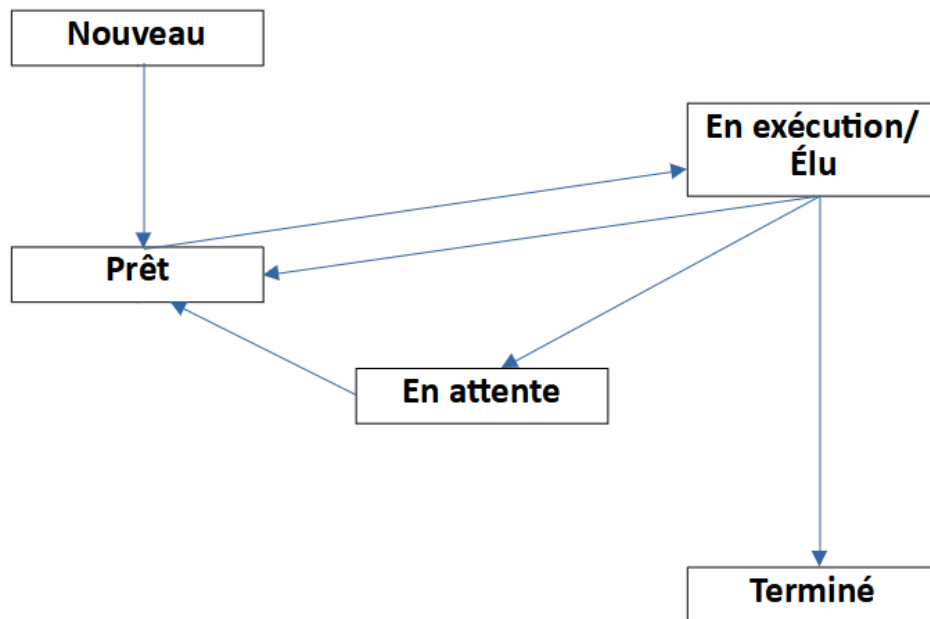 Nouveau
En exécution/
Élu
Prêt
En attente
Terminé